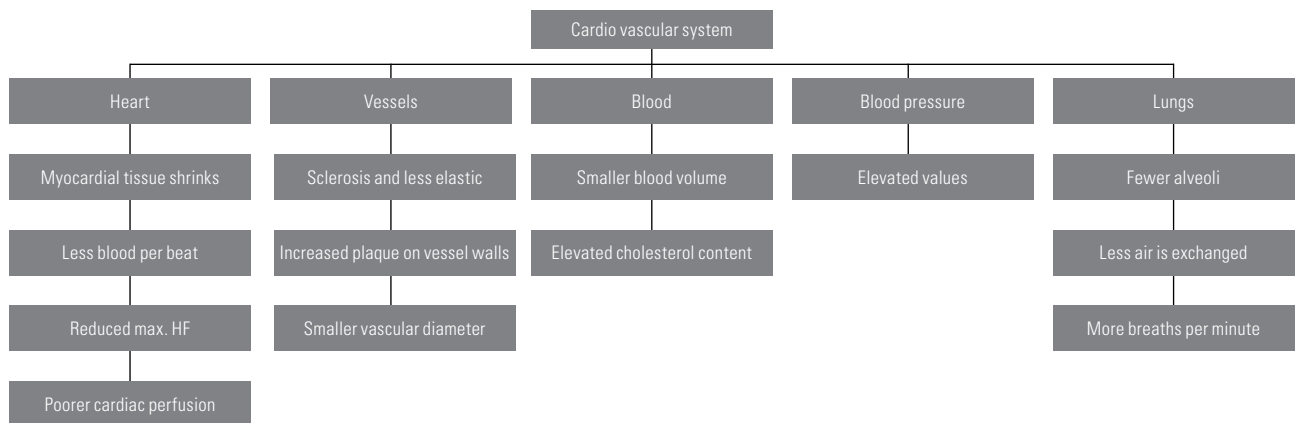 Cardio vascular system
Heart
Vessels
Blood
Blood pressure
Lungs
Myocardial tissue shrinks
Sclerosis and less elastic
Smaller blood volume
Elevated values
Fewer alveoli
Less blood per beat
Increased plaque on vessel walls
Elevated cholesterol content
Less air is exchanged
Reduced max. HF
Smaller vascular diameter
More breaths per minute
Poorer cardiac perfusion